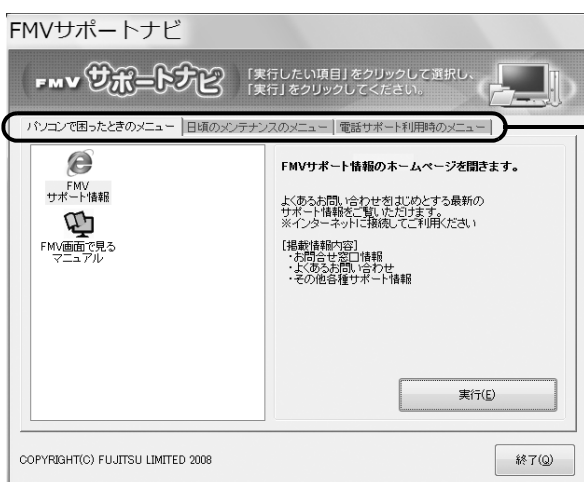 FMVサポートナビ
FMV サポートナビ
「実行したい項目」をクリックして選択し、
「実行」をクリックしてください。
パソコンで困ったときのメニュー
日頃のメンテナンスのメニュー
電話サポート利用時のメニュー
FMV
サポート情報
FMV画面で見る
マニュアル
FMVサポート情報のホームページを開きます。
よくあるお問い合わせをはじめとする最新の
サポート情報をご覧いただけます。
※インターネットに接続してご利用ください
【掲載情報内容】
・お問合せ窓口情報
・よくあるお問い合わせ
・その他各種サポート情報
実行(E)
COPYRIGHT(C) FUJITSU LIMITED 2008
終了(Q)